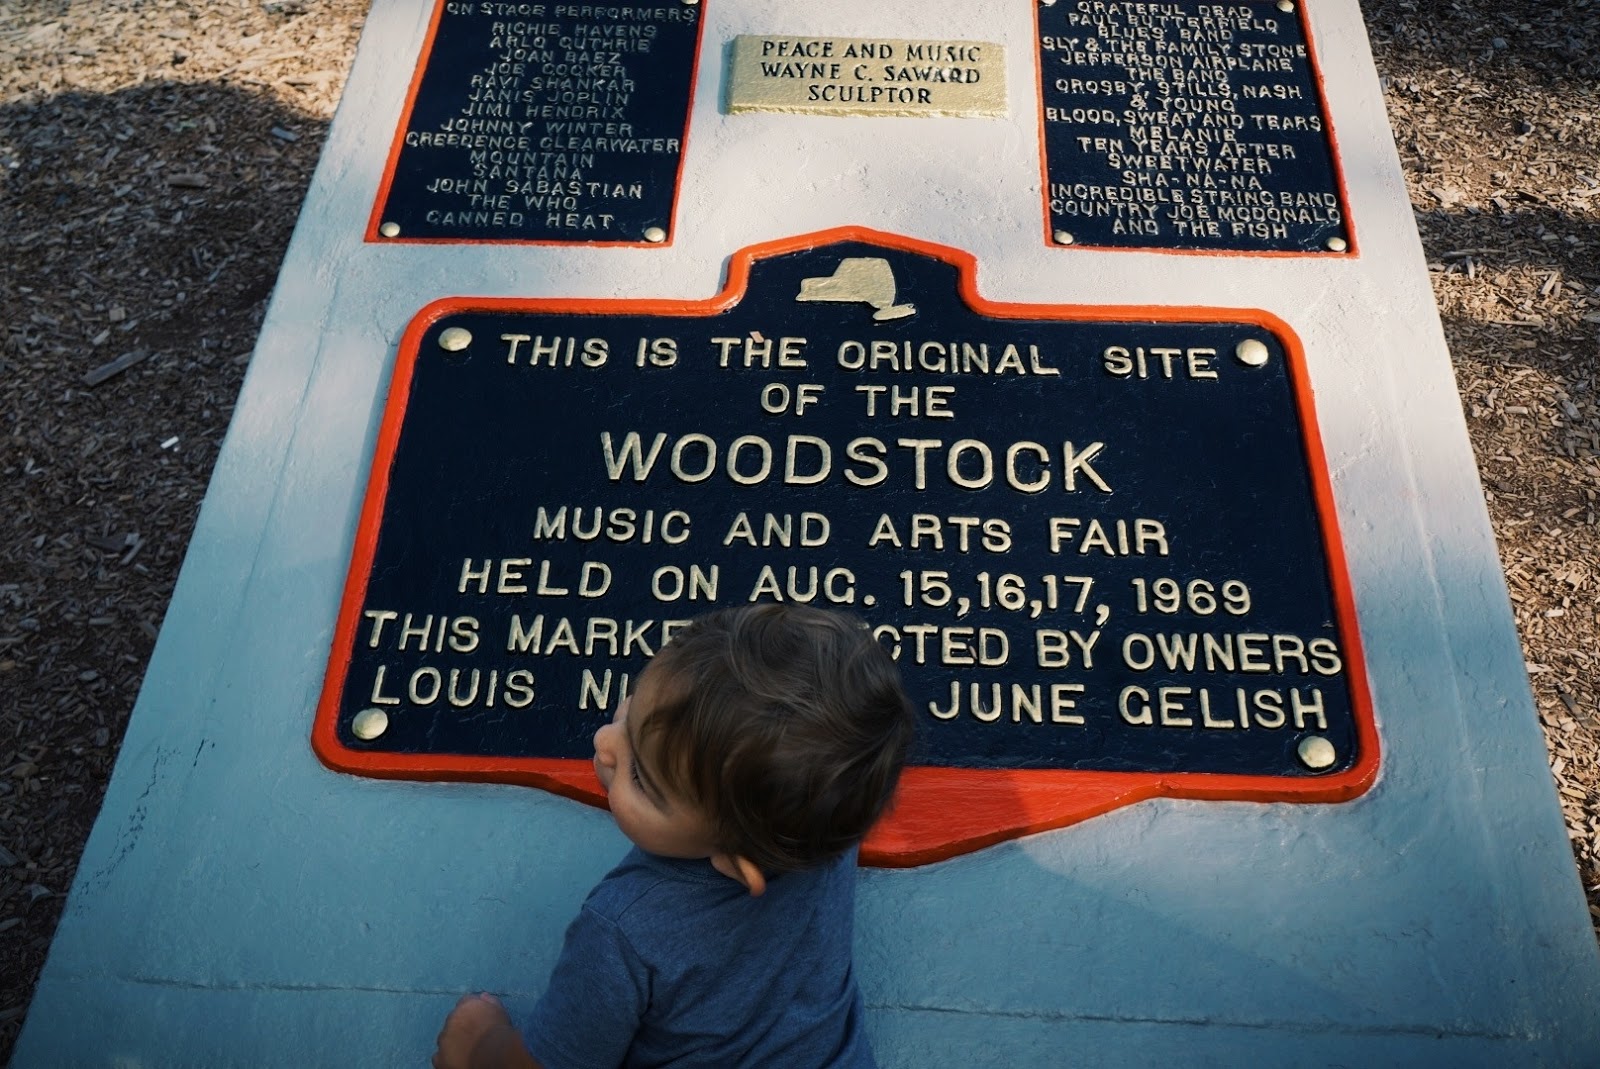 ON STAGE PERFORMERS
RICHIE HAVENS
ARLO GUTHRIE
JOAN BAEZ
JOE COCKER
RAVI SHANKAR
JANIS JOPLIN
JIMI HENDRIX
JOHNNY WINTER
CREEDENCE CLEARWATER
MOUNTAIN
SANTANA
JOHN SABASTIAN
THE WHO
CANNED HEAT
PEACE AND MUSIC
WAYNE C. SAWARD
SCULPTOR
GRATEFUL DEAD
PAUL BUTTERFIELD
BLUES BAND
SLY & THE FAMILY STONE
JEFFERSON AIRPLANE
THE BAND
CROSBY, STILLS, NASH
& YOUNG
BLOOD, SWEAT AND TEARS
MELANIE
TEN YEARS AFTER
SWEETWATER
SHA-NA-NA
INCREDIBLE STRING BAND
COUNTRY JOE MCDONALD
AND THE FISH
THIS IS THE ORIGINAL SITE
OF THE
WOODSTOCK
MUSIC AND ARTS FAIR
HELD ON AUG. 15,16,17, 1969
THIS BY OWNERS
LOUIS JUNE GELISH